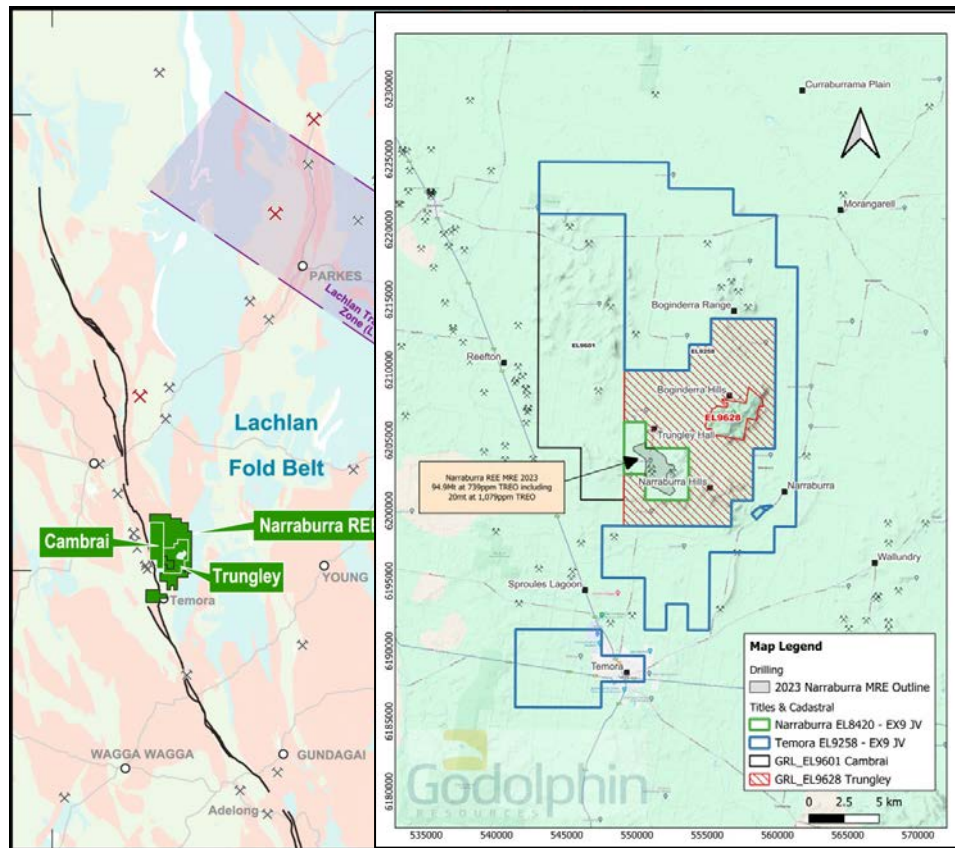 PARKES
Lachlan Tra
Zone (L
Lachlan
Fold Belt
Cambrai
Narraburra REE
Trungley
Temora
YOUNG
WAGGA WAGGA
GUNDAGAI
Adelong
6230000
6225000
6220000
6215000
6210000
6205000
6200000
6195000
6190000
6185000
6180000
Curraburrama Plain
Morangarell
Boginderra Range
EL9601
EL9258
Reefton
Boginderra Hills
EL9628
Trungley Hall
Narraburra REE MRE 2023
94.9Mt at 739ppm TREO including
20mt at 1,079ppm TREO
Narraburra Hills
Narraburra
Wallundry
Sproules Lagoon
Temora
Map Legend
Drilling
2023 Narraburra MRE Outline
Titles & Cadastral
Narraburra EL8420 - EX9 JV
Temora EL9258 - EX9 JV
GRL_EL9601 Cambrai
GRL_EL9628 Trungley
0 2.5 5 km
Godolphin
RESOURCES
535000 540000 545000 550000 555000 560000 565000 570000